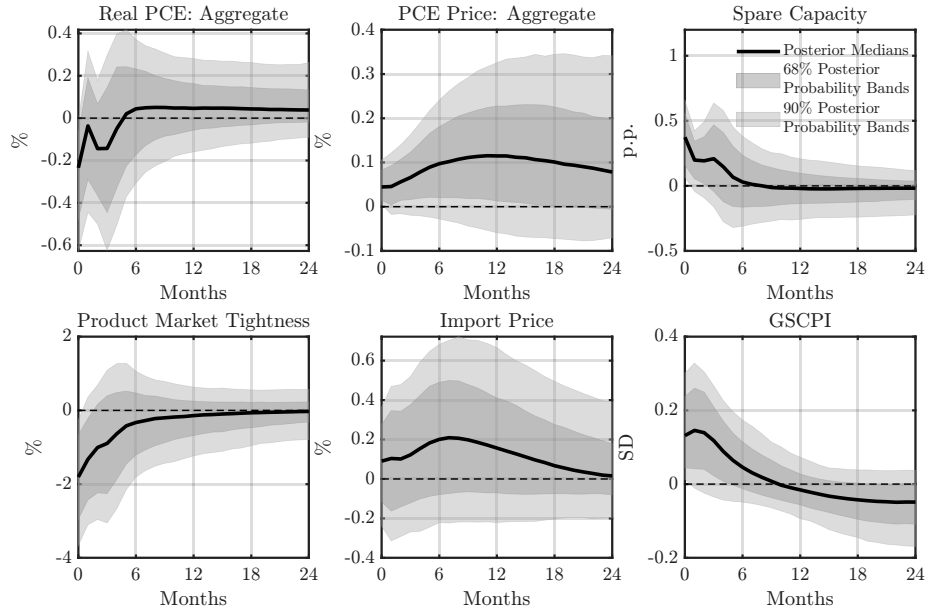 Real PCE: Aggregate
0.4
0.2
0
-0.2
-0.4
-0.6
%
0 6 12 18 24
Months
PCE Price: Aggregate
0.4
0.3
0.2
0.1
0
-0.1
%
0 6 12 18 24
Months
Spare Capacity
1
0.5
0
-0.5
p.p.
Posterior Medians
68% Posterior
Probability Bands
90% Posterior
Probability Bands
0 6 12 18 24
Months
Product Market Tightness
2
0
-2
-4
%
0 6 12 18 24
Months
Import Price
0.6
0.4
0.2
0
-0.2
-0.4
%
0 6 12 18 24
Months
GSCPI
0.4
0.2
0
-0.2
SD
0 6 12 18 24
Months